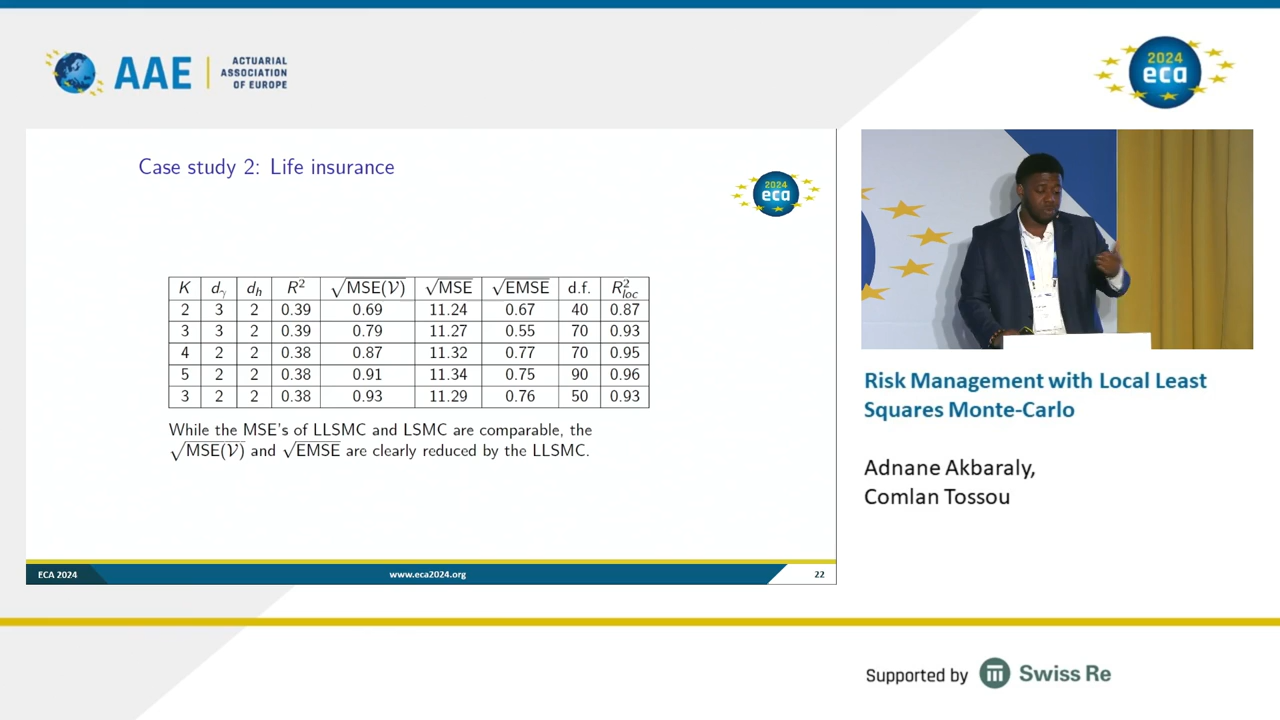 AAE
ACTUARIAL
ASSOCIATION
OF EUROPE
2024
eca
Case study 2: Life insurance
2024
eca
K dγ dh R² √MSE(V) √MSE √EMSE d.f. R²loc
2 3 2 0.39 0.69 11.24 0.67 40 0.87
3 3 2 0.39 0.79 11.27 0.55 70 0.93
4 2 2 0.38 0.87 11.32 0.77 70 0.95
5 2 2 0.38 0.91 11.34 0.75 90 0.96
3 2 2 0.38 0.93 11.29 0.76 50 0.93
While the MSE's of LLSMC and LSMC are comparable, the
√MSE(V) and √EMSE are clearly reduced by the LLSMC.
ECA 2024
www.eca2024.org
22
Risk Management with Local Least
Squares Monte-Carlo
Adnane Akbaraly,
Comlan Tossou
Supported by Swiss Re